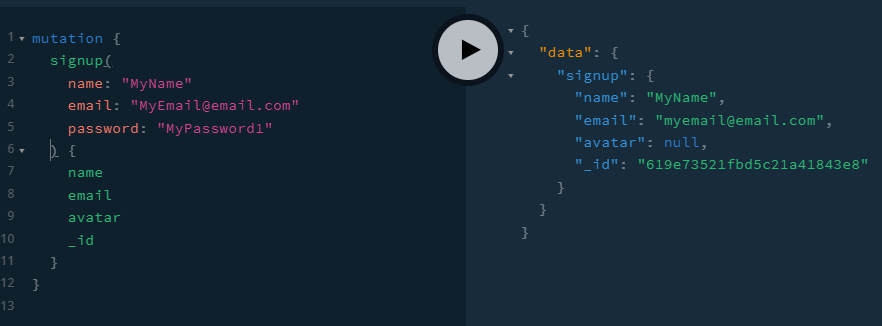 1 mutation {
2 signup(
3 name: "MyName"
4 email: "MyEmail@email.com"
5 password: "MyPassword1"
6 ) {
7 name
8 email
9 avatar
10 _id
11 }
12 }
13
{
"data": {
"signup": {
"name": "MyName",
"email": "myemail@email.com",
"avatar": null,
"_id": "619e73521fbd5c21a41843e8"
}
}
}